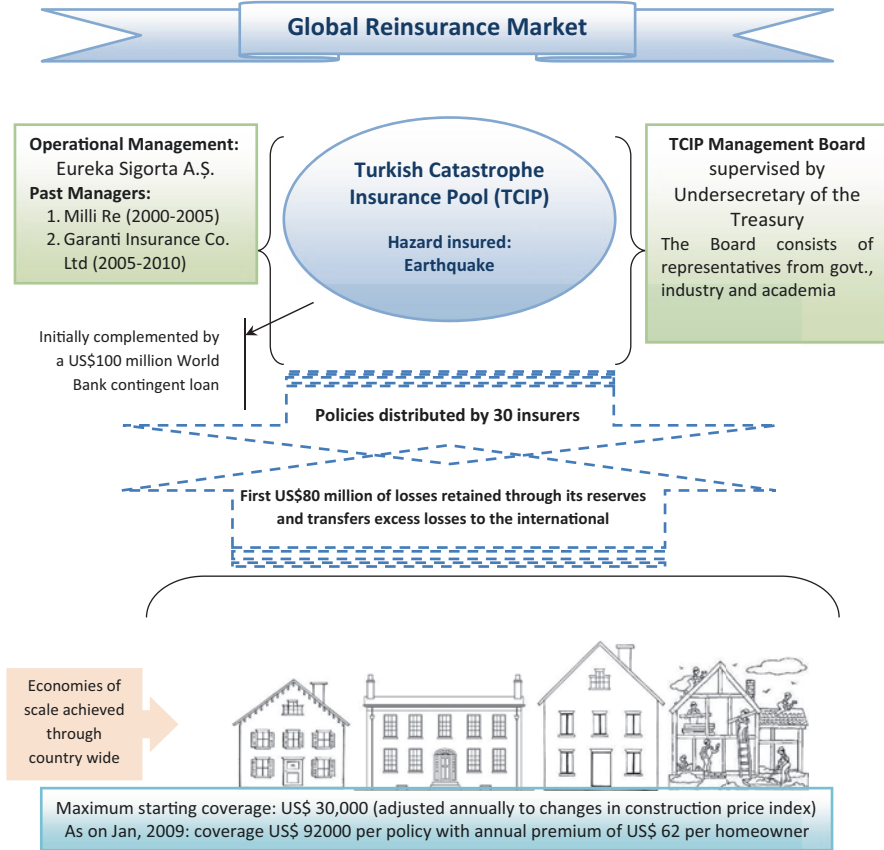 Global Reinsurance Market
Operational Management:
Eureka Sigorta A.Ş.
Past Managers:
1. Milli Re (2000-2005)
2. Garanti Insurance Co.
Ltd (2005-2010)
Turkish Catastrophe
Insurance Pool (TCIP)
Hazard insured:
Earthquake
TCIP Management Board
supervised by
Undersecretary of the
Treasury
The Board consists of
representatives from govt.,
industry and academia
Initially complemented by
a US$100 million World
Bank contingent loan
Policies distributed by 30 insurers
First US$80 million of losses retained through its reserves
and transfers excess losses to the international
Economies of
scale achieved
through
country wide
Maximum starting coverage: US$ 30,000 (adjusted annually to changes in construction price index)
As on Jan, 2009: coverage US$ 92000 per policy with annual premium of US$ 62 per homeowner